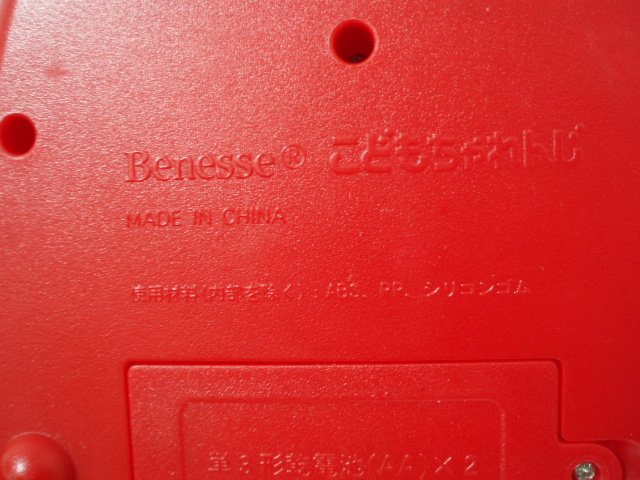 Benesse® こどもちゃれんじ
MADE IN CHINA
使用材料(内部を除く):ABS、PP、シリコンゴム
単3形乾電池(AA)×2